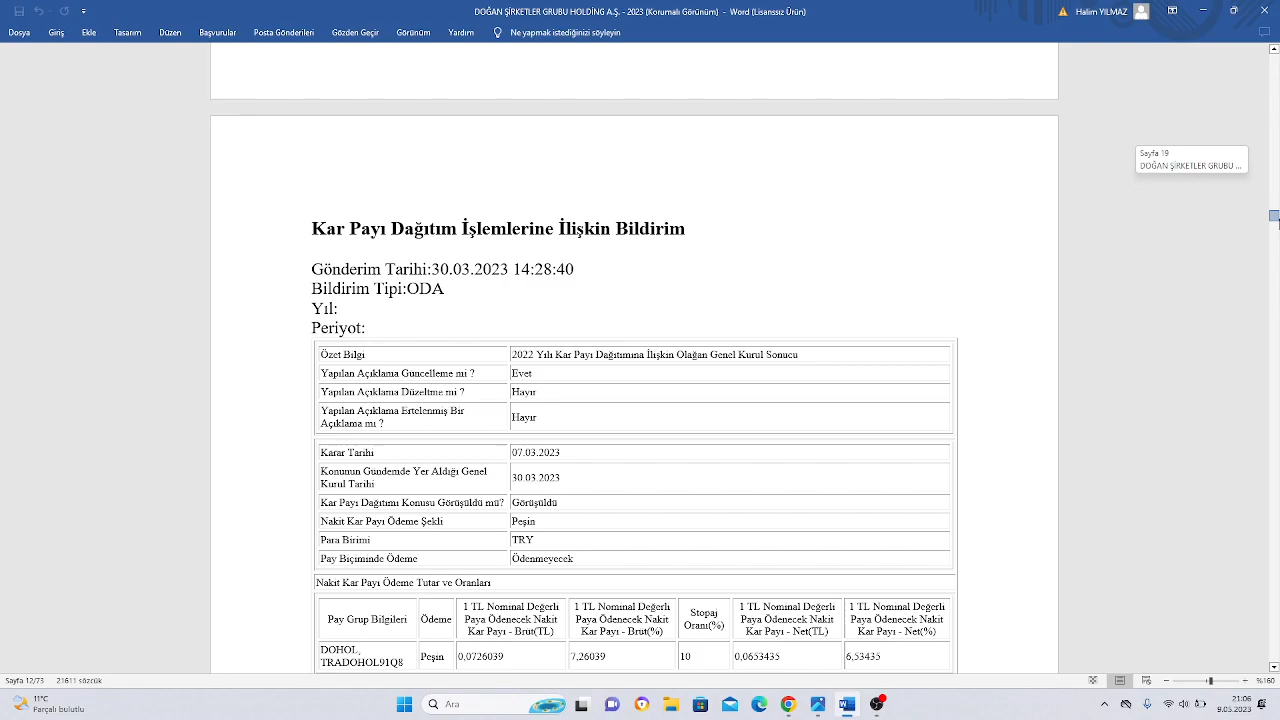 DOĞAN ŞİRKETLER GRUBU HOLDİNG A.Ş. - 2023 (Korumalı Görünüm) - Word (Lisanssız Ürün)
Halim YILMAZ
Dosya Giriş Ekle Tasarım Düzen Başvurular Posta Gönderileri Gözden Geçir Görünüm Yardım Ne yapmak istediğinizi söyleyin
Sayfa 19
DOĞAN ŞİRKETLER GRUBU ...
Kar Payı Dağıtım İşlemlerine İlişkin Bildirim
Gönderim Tarihi:30.03.2023 14:28:40
Bildirim Tipi:ODA
Yıl:
Periyot:
Özet Bilgi 2022 Yılı Kar Payı Dağıtımına İlişkin Olağan Genel Kurul Sonucu
Yapılan Açıklama Güncelleme mi ? Evet
Yapılan Açıklama Düzeltme mi ? Hayır
Yapılan Açıklama Ertelenmiş Bir
Açıklama mı ? Hayır
Karar Tarihi 07.03.2023
Konunun Gündemde Yer Aldığı Genel
Kurul Tarihi 30.03.2023
Kar Payı Dağıtımı Konusu Görüşüldü mü? Görüşüldü
Nakit Kar Payı Ödeme Şekli Peşin
Para Birimi TRY
Pay Biçiminde Ödeme Ödenmeyecek
Nakit Kar Payı Ödeme Tutar ve Oranları
Pay Grup Bilgileri Ödeme 1 TL Nominal Değerli Paya Ödenecek Nakit Kar Payı - Brüt(TL) 1 TL Nominal Değerli Paya Ödenecek Nakit Kar Payı - Brüt(%) Stopaj Oranı(%) 1 TL Nominal Değerli Paya Ödenecek Nakit Kar Payı - Net(TL) 1 TL Nominal Değerli Paya Ödenecek Nakit Kar Payı - Net(%)
DOHOL, TRADOHOL91Q8 Peşin 0,0726039 7,26039 10 0,0653435 6,53435
Sayfa 12/73 21611 sözcük %160
11°C
Parçalı bulutlu
Ara
21:06
9.05.2023